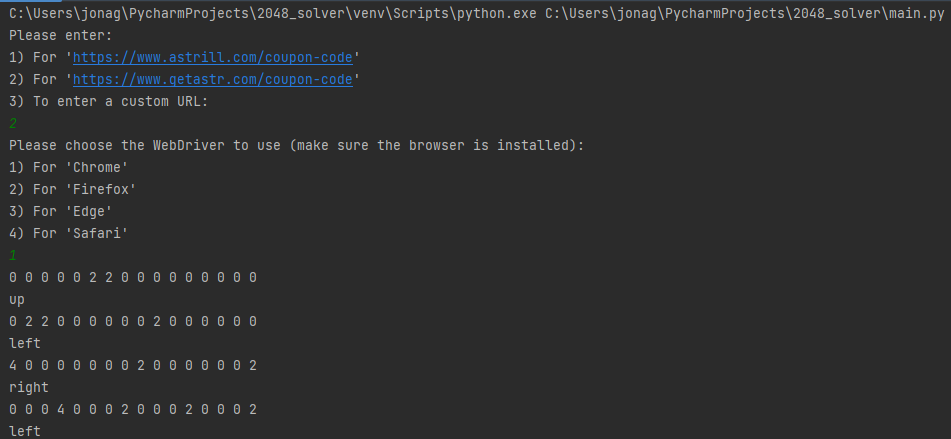 C:\Users\jonag\PycharmProjects\2048_solver\venv\Scripts\python.exe C:\Users\jonag\PycharmProjects\2048_solver\main.py
Please enter:
1) For 'https://www.astrill.com/coupon-code'
2) For 'https://www.getastr.com/coupon-code'
3) To enter a custom URL:
2
Please choose the WebDriver to use (make sure the browser is installed):
1) For 'Chrome'
2) For 'Firefox'
3) For 'Edge'
4) For 'Safari'
1
0 0 0 0 0 2 2 0 0 0 0 0 0 0 0 0
up
0 2 2 0 0 0 0 0 0 2 0 0 0 0 0 0
left
4 0 0 0 0 0 0 0 2 0 0 0 0 0 0 2
right
0 0 0 4 0 0 0 2 0 0 0 2 0 0 0 2
left